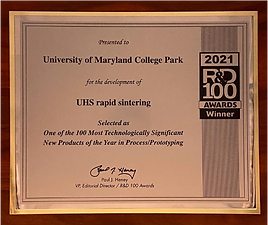 Presented to
University of Maryland College Park
for the development of
UHS rapid sintering
Selected as
One of the 100 Most Technologically Significant
New Products of the Year in Process/Prototyping
Paul J. Heney
VP, Editorial Director / R&D 100 Awards
2021
R&D
100
AWARDS
Winner